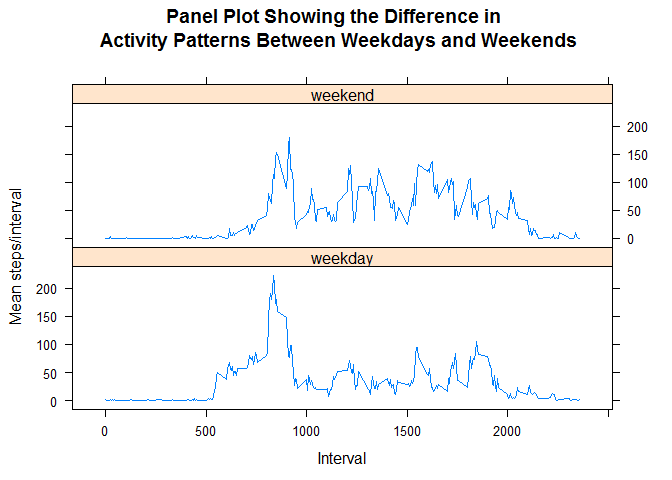 Panel Plot Showing the Difference in
Activity Patterns Between Weekdays and Weekends
weekend
200
150
100
50
0
weekday
200
150
100
50
0
Mean steps/interval
0 500 1000 1500 2000
Interval